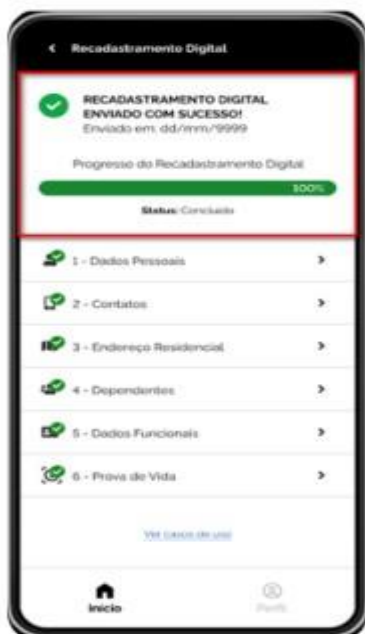 Recadastramento Digital
RECADASTRAMENTO DIGITAL
ENVIADO COM SUCESSO!
Enviado em: dd/mm/9999
Progresso do Recadastramento Digital
100%
Status: Concluído
1 - Dados Pessoais
2 - Contatos
3 - Endereço Residencial
4 - Dependentes
5 - Dados Funcionais
6 - Prova de Vida
Ver casos de uso
Início
Perfil